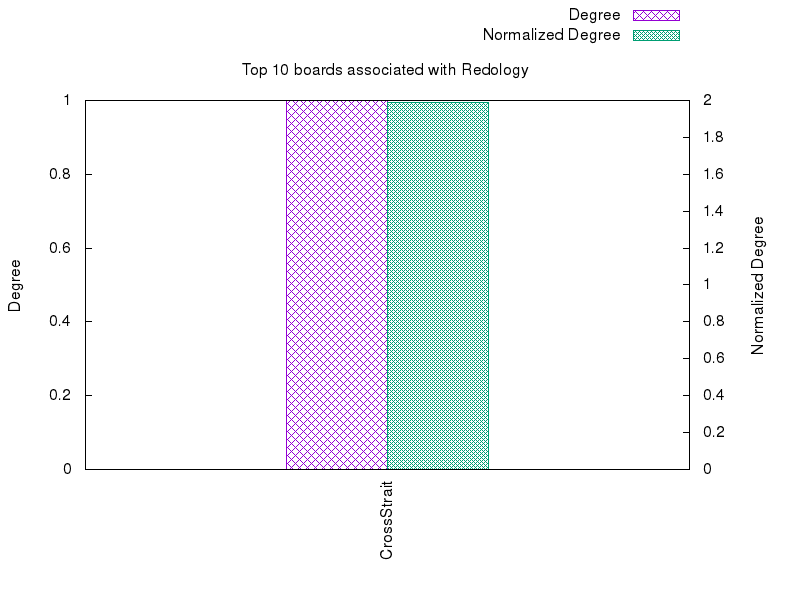 Degree
Normalized Degree
Top 10 boards associated with Redology
1
0.8
0.6
0.4
0.2
0
2
1.8
1.6
1.4
1.2
1
0.8
0.6
0.4
0.2
0
Degree
Normalized Degree
CrossStrait